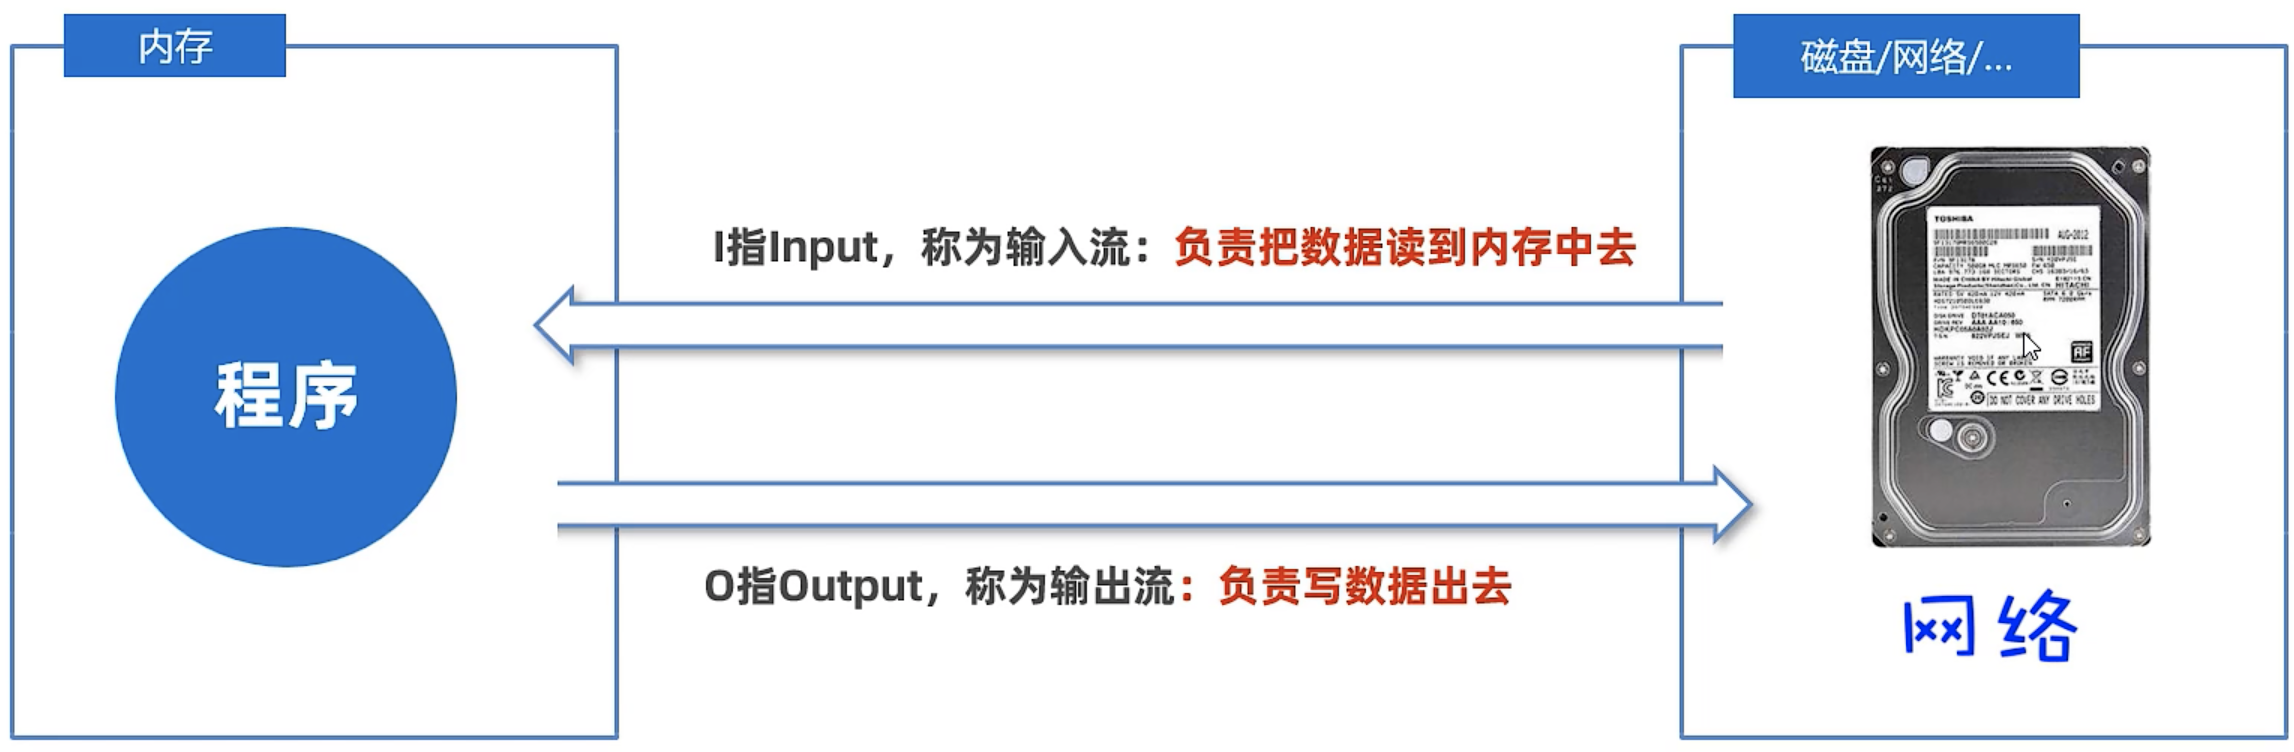 内存
磁盘/网络/...
I指Input，称为输入流：负责把数据读到内存中去
程序
O指Output，称为输出流：负责写数据出去
TOSHIBA
AUG-2012
HITACHI
DO NOT COVER ANY DRIVE HOLES
网络